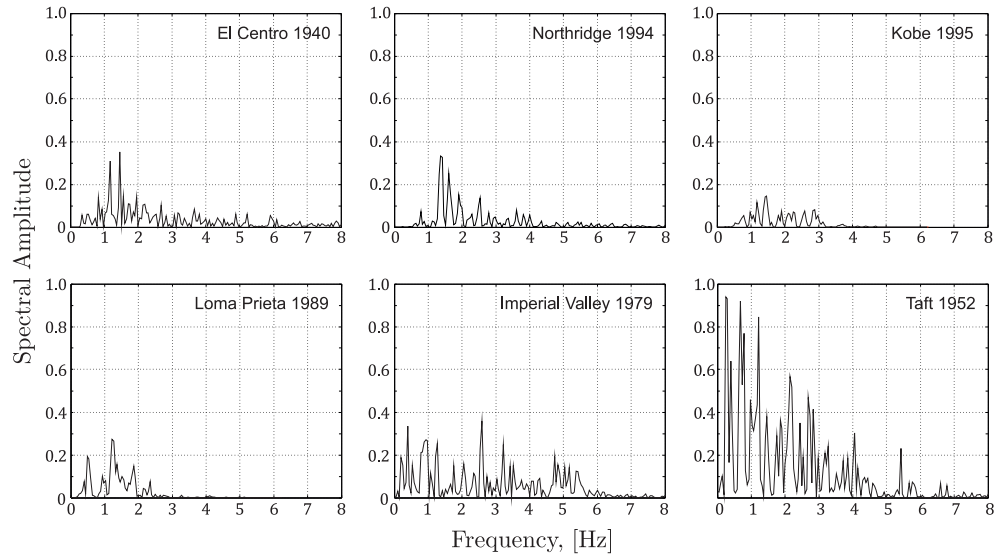 El Centro 1940
1.0
0.8
0.6
0.4
0.2
0
0 1 2 3 4 5 6 7 8
Northridge 1994
1.0
0.8
0.6
0.4
0.2
0
0 1 2 3 4 5 6 7 8
Kobe 1995
1.0
0.8
0.6
0.4
0.2
0
0 1 2 3 4 5 6 7 8
Spectral Amplitude
Loma Prieta 1989
1.0
0.8
0.6
0.4
0.2
0
0 1 2 3 4 5 6 7 8
Imperial Valley 1979
1.0
0.8
0.6
0.4
0.2
0
0 1 2 3 4 5 6 7 8
Taft 1952
1.0
0.8
0.6
0.4
0.2
0
0 1 2 3 4 5 6 7 8
Frequency, [Hz]